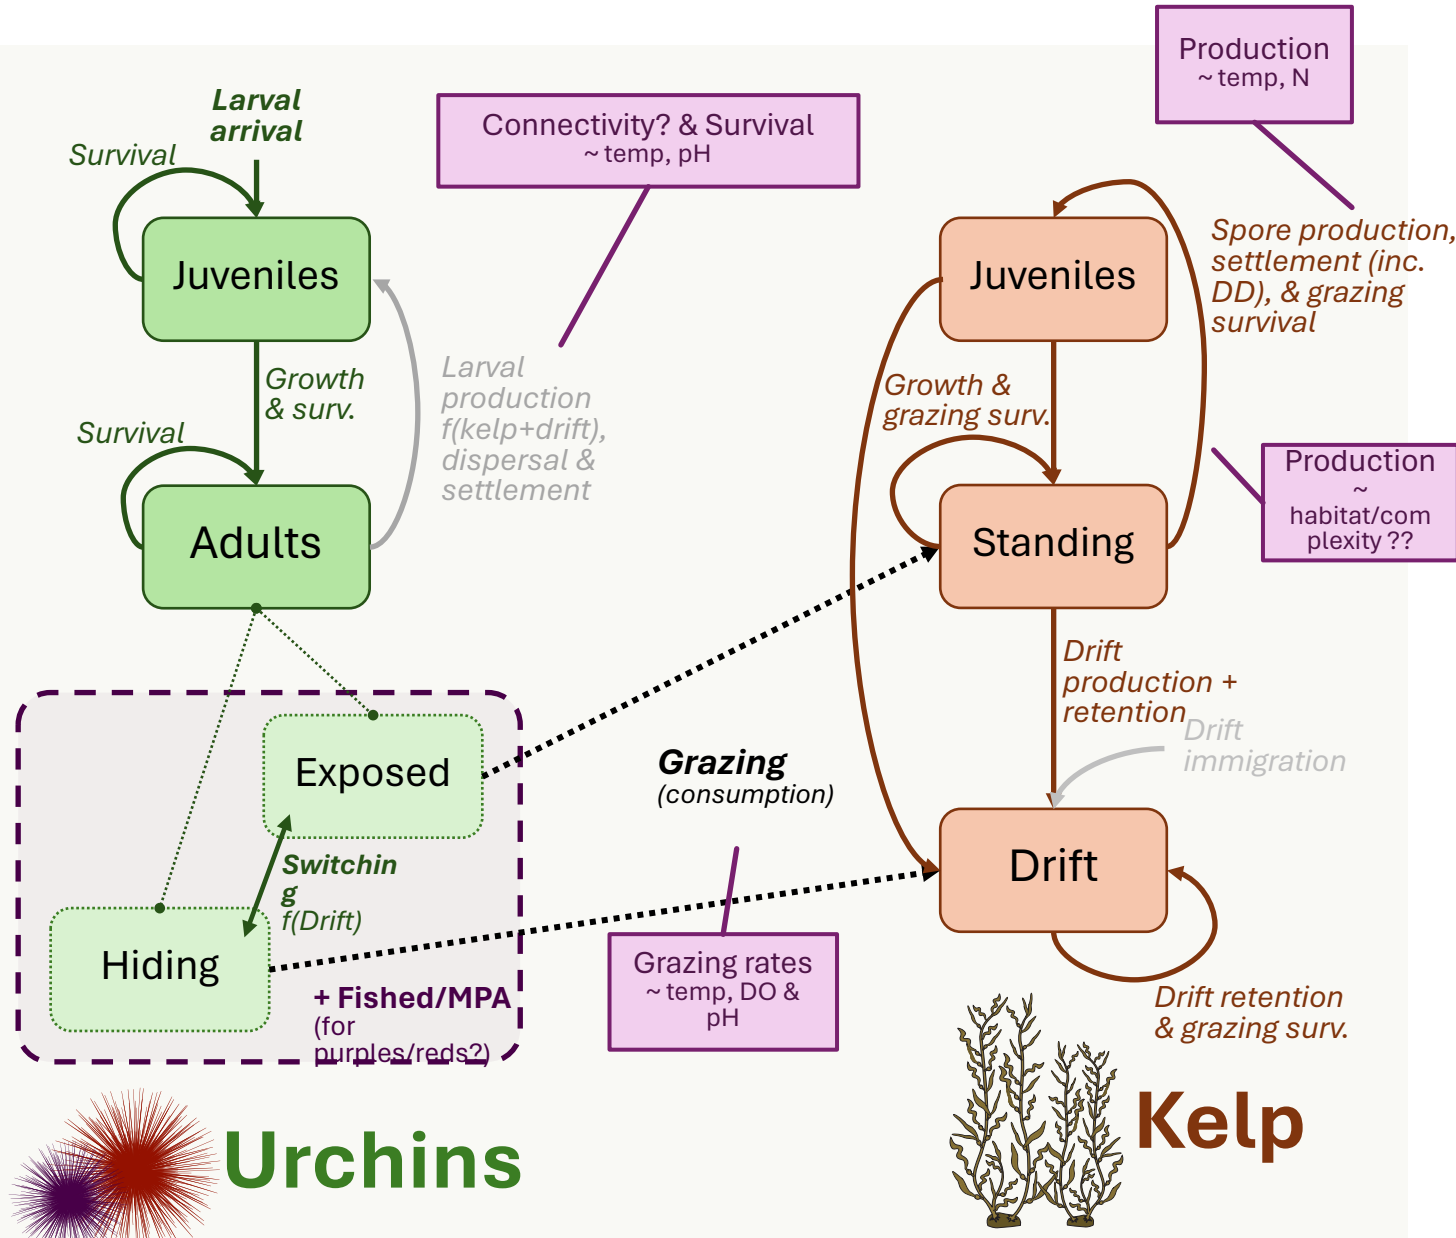 Production
~ temp, N
Larval
arrival
Connectivity? & Survival
~ temp, pH
Survival
Juveniles
Juveniles
Spore production,
settlement (inc.
DD), & grazing
survival
Larval
production
f(kelp+drift),
dispersal &
settlement
Growth
& surv.
Growth &
grazing surv.
Survival
Production
~
habitat/com
plexity ??
Adults
Standing
Drift
production +
retention
Drift
immigration
Exposed
Grazing
(consumption)
Switchin
g
f(Drift)
Drift
Hiding
+ Fished/MPA
(for
purples/reds?)
Grazing rates
~ temp, DO &
pH
Drift retention
& grazing surv.
Urchins
Kelp